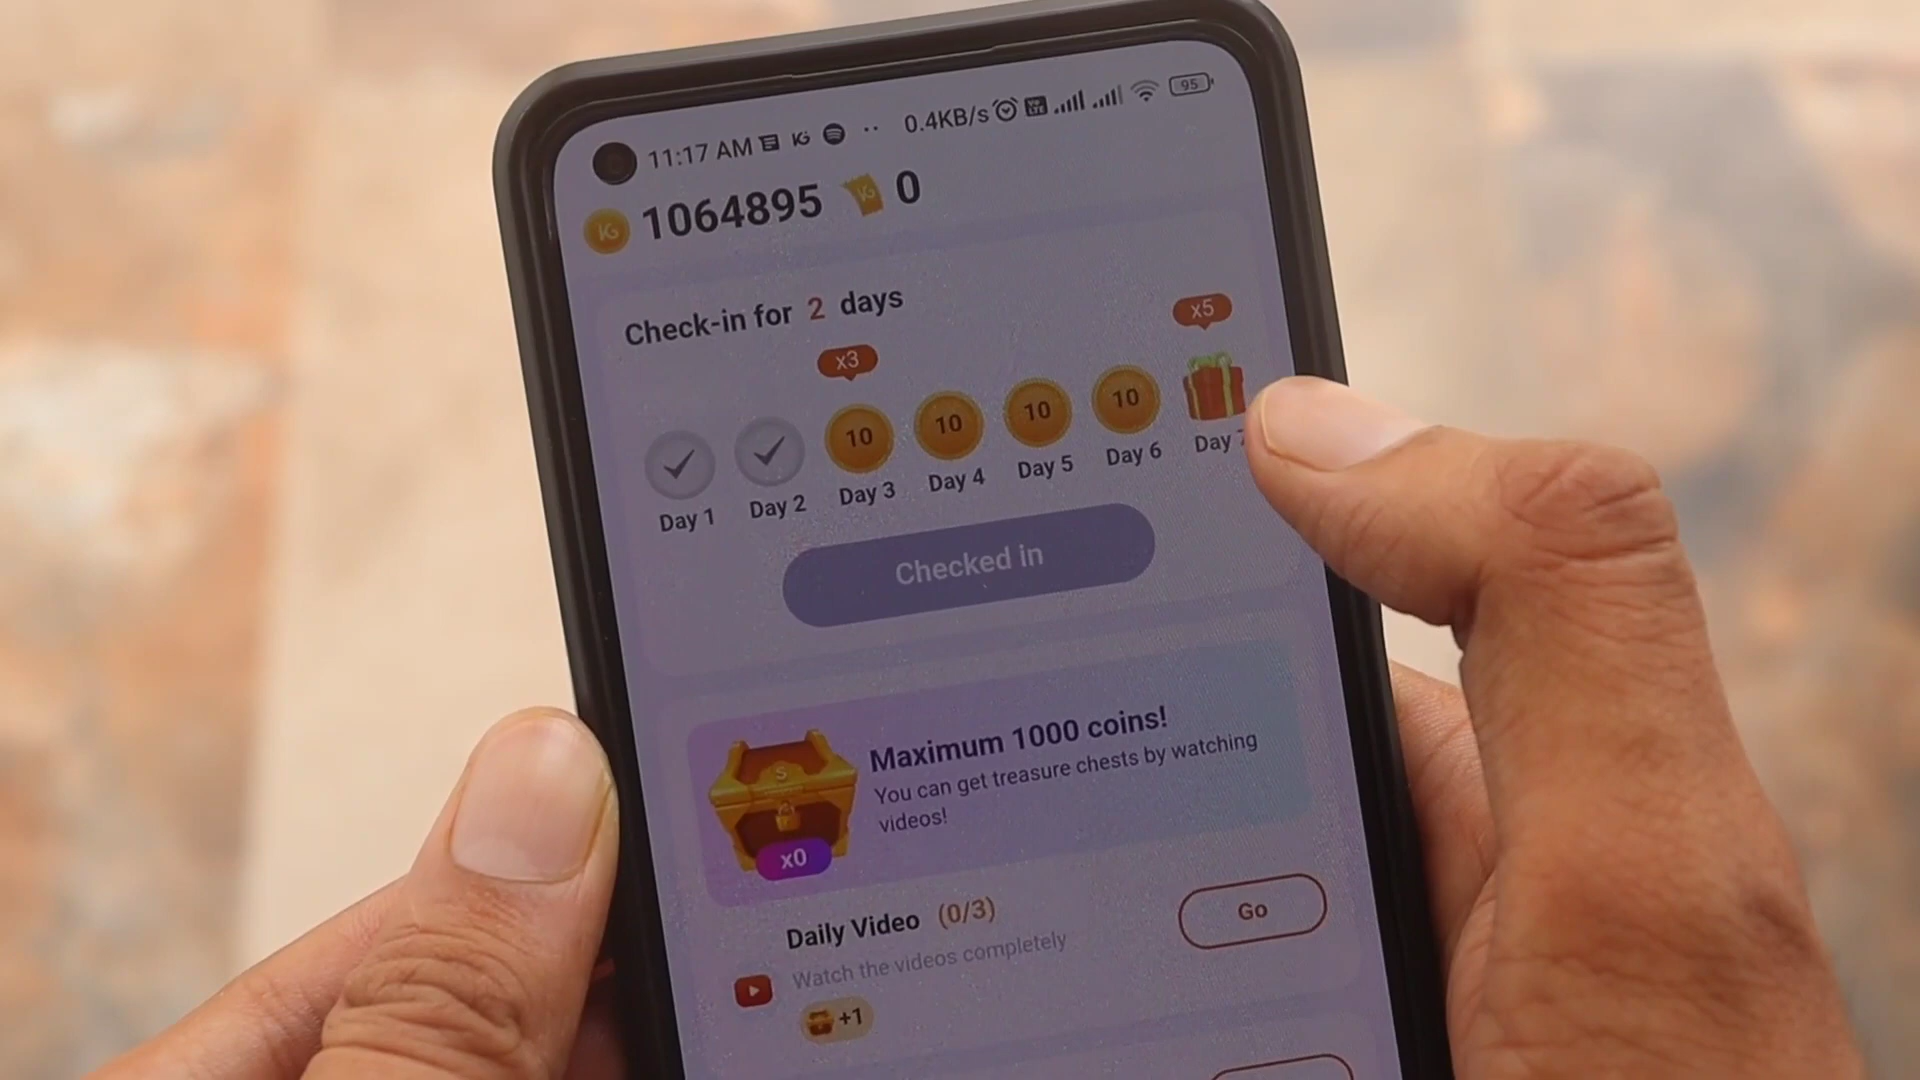 11:17 AM 0.4KB/s 95
1064895 0
Check-in for 2 days
x3 x5
10 10 10 10
Day 1 Day 2 Day 3 Day 4 Day 5 Day 6 Day 7
Checked in
Maximum 1000 coins!
You can get treasure chests by watching
videos!
x0
Daily Video (0/3)
Go
Watch the videos completely
+1